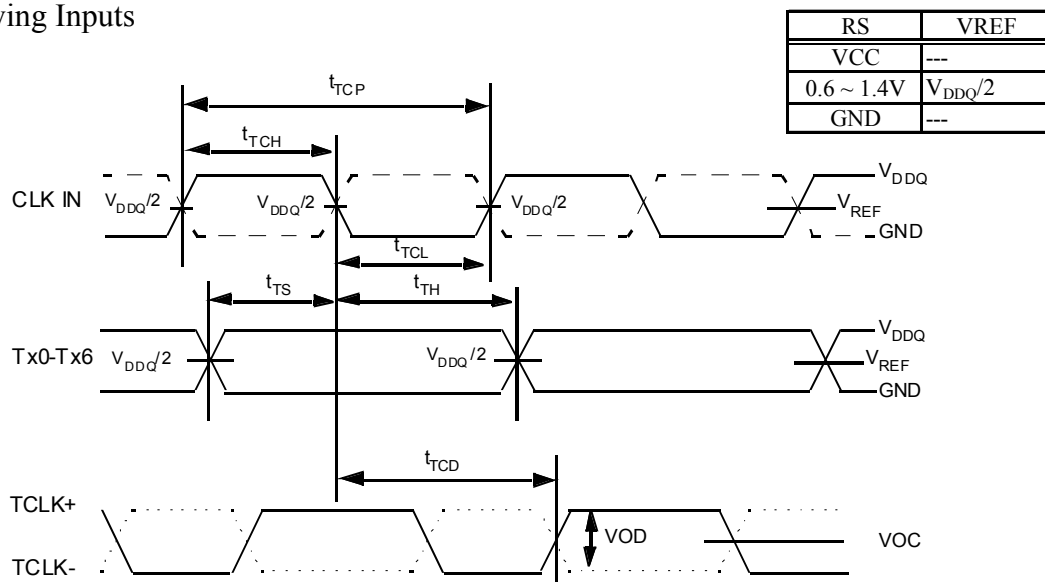 ving Inputs
RS VREF
VCC ---
0.6 ~ 1.4V VDDQ/2
GND ---
tTCP
tTCH
CLK IN VDDQ/2 VDDQ/2 VDDQ/2 VDDQ
VREF
GND
tTCL
tTS tTH
Tx0-Tx6 VDDQ/2 VDDQ/2 VDDQ
VREF
GND
tTCD
TCLK+
VOD VOC
TCLK-